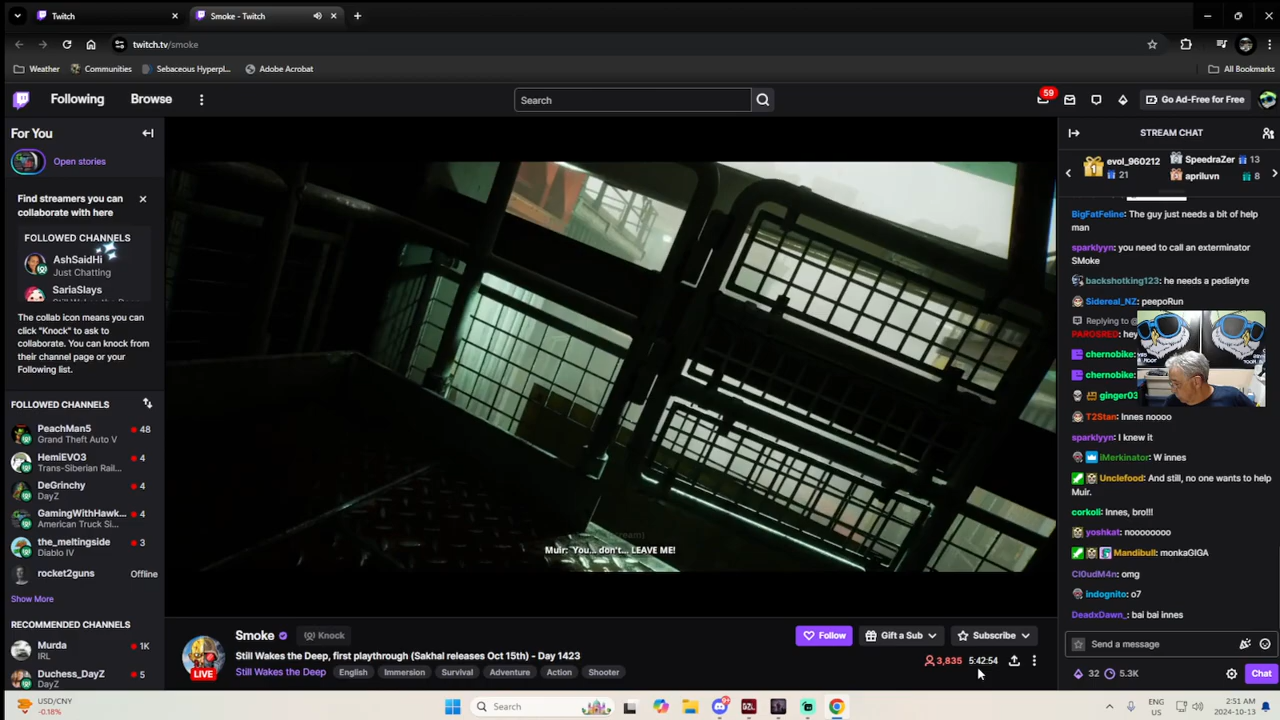 Twitch
Smoke - Twitch
twitch.tv/smoke
Weather
Communities
Sebaceous Hyperpl...
Adobe Acrobat
All Bookmarks
Following
Browse
Search
59
Go Ad-Free for Free
For You
Open stories
Find streamers you can
collaborate with here
FOLLOWED CHANNELS
AshSaidHi
Just Chatting
SariaSlays
The collab icon means you can
click "Knock" to ask to
collaborate. You can knock from
their channel page or your
Following list.
FOLLOWED CHANNELS
PeachMan5
48
Grand Theft Auto V
HemiEVO3
4
Trans-Siberian Rail...
DeGrinchy
4
DayZ
GamingWithHawk...
4
American Truck Si...
the_meltingside
3
Diablo IV
rocket2guns
Offline
Show More
RECOMMENDED CHANNELS
Murda
1K
IRL
Duchess_DayZ
5
DayZ
Muir: You... don't... LEAVE ME!
Smoke
Knock
Follow
Gift a Sub
Subscribe
LIVE
Still Wakes the Deep, first playthrough (Sakhal releases Oct 15th) - Day 1423
3,835
5:42:54
Still Wakes the Deep
English
Immersion
Survival
Adventure
Action
Shooter
STREAM CHAT
1
evol_960212
21
SpeedraZer
13
apriluvn
8
BigFatFeline: The guy just needs a bit of help
man
sparklyyn: you need to call an exterminator
SMoke
backshotking123: he needs a pedialyte
Sidereal_NZ: peepoRun
Replying to @
PAROSRED: hey
chernobike:
chernobike:
ginger03
T2Stan: Innes noooo
sparklyyn: I knew it
iMerkinator: W innes
Unclefood: And still, no one wants to help
Muir.
corkoli: Innes, bro!!!
yoshkat: noooooooo
Mandibull: monkaGIGA
Cl0udM4n: omg
indognito: o7
DeadxDawn_: bai bai innes
Send a message
32
5.3K
Chat
USD/CNY
-0.18%
Search
ENG
US
2:51 AM
2024-10-13